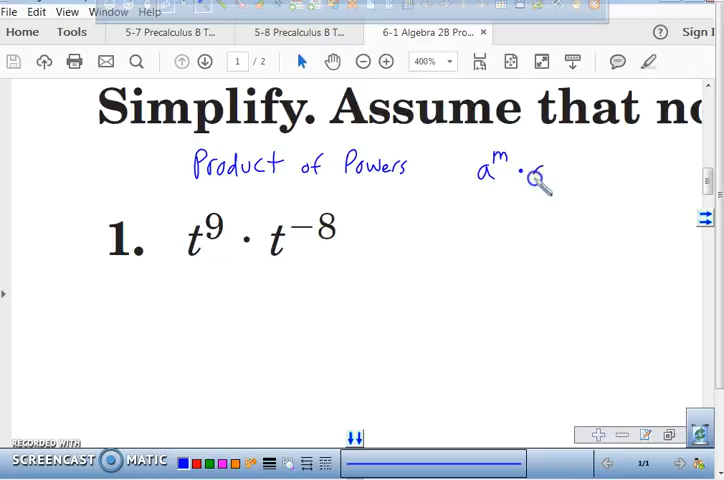 File Edit View Window Help
Home Tools 5-7 Precalculus B T... 5-8 Precalculus B T... 6-1 Algebra 2B Pro... × Sign I
1 / 2 400%
Simplify. Assume that no
Product of Powers a^m ·
1. t^9 · t^−8
RECORDED WITH
SCREENCAST MATIC
1/1